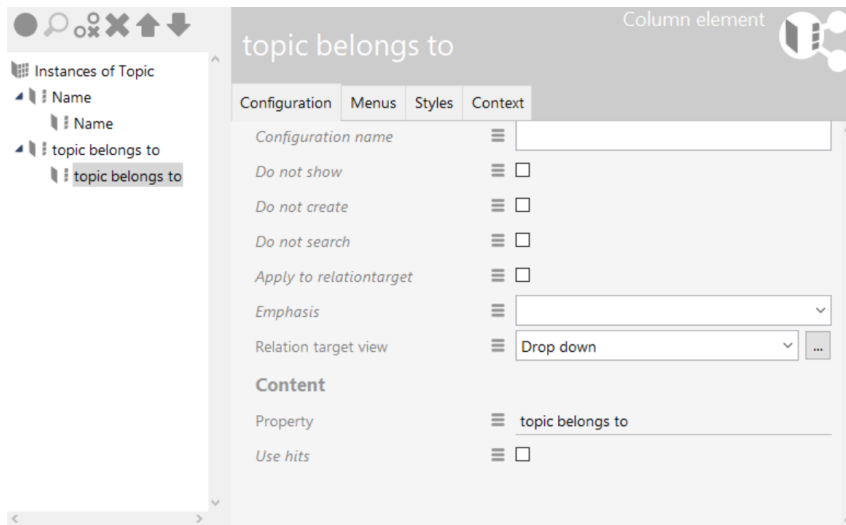 Column element
topic belongs to
Instances of Topic
Name
Name
topic belongs to
topic belongs to
Configuration Menus Styles Context
Configuration name
Do not show
Do not create
Do not search
Apply to relationtarget
Emphasis
Relation target view Drop down ...
Content
Property topic belongs to
Use hits